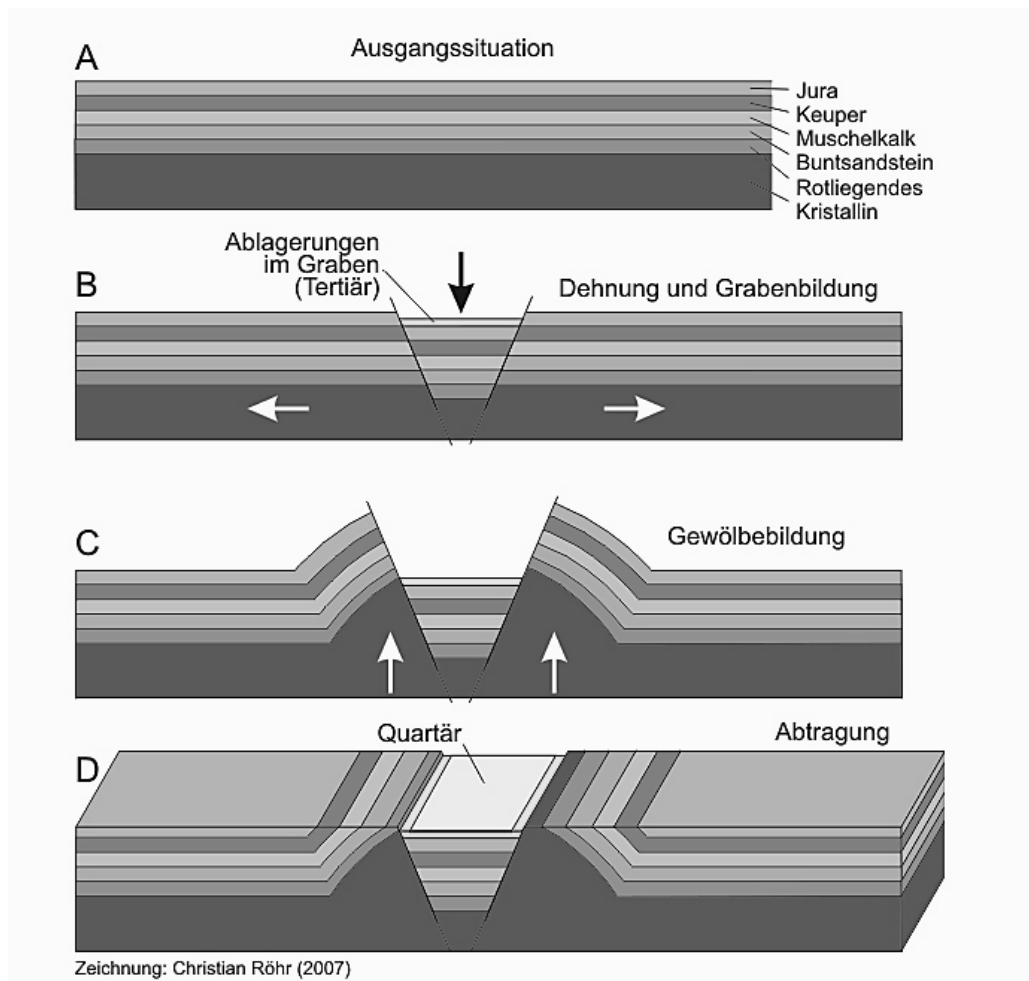 A
Ausgangssituation
Jura
Keuper
Muschelkalk
Buntsandstein
Rotliegendes
Kristallin
Ablagerungen
im Graben
(Tertiär)
B
Dehnung und Grabenbildung
C
Gewölbebildung
Quartär
Abtragung
D
Zeichnung: Christian Röhr (2007)